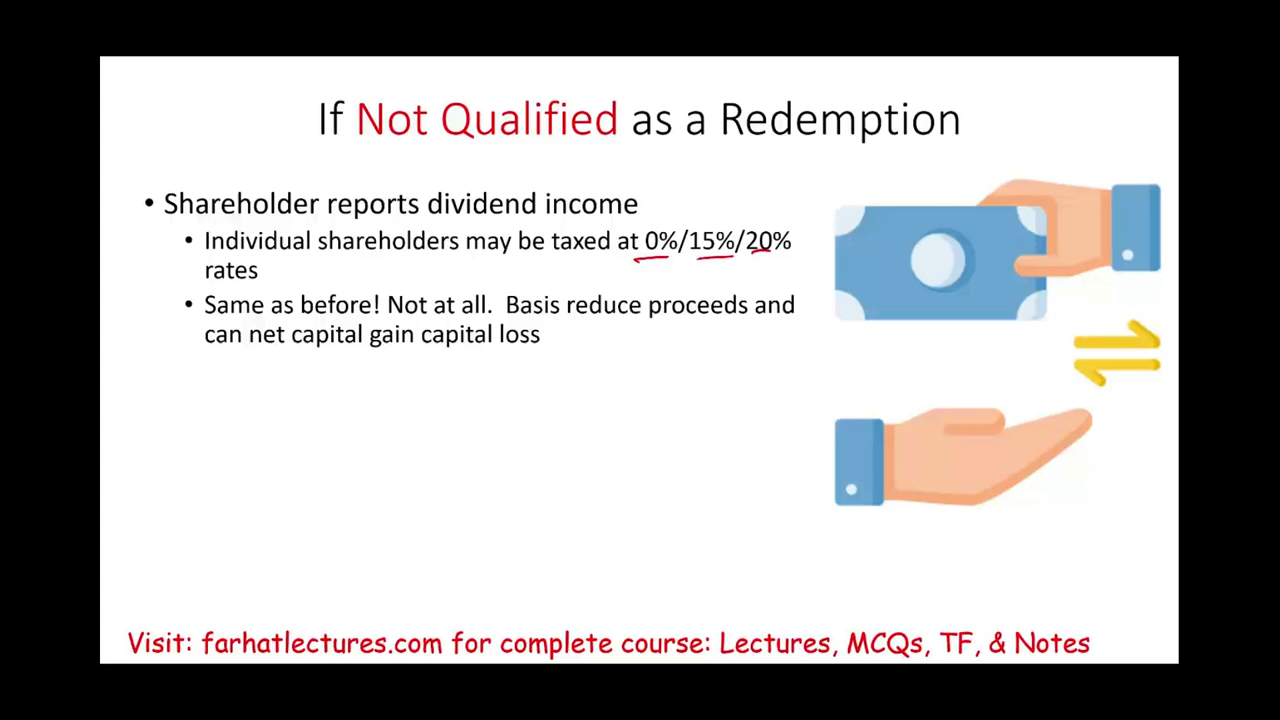 If Not Qualified as a Redemption
• Shareholder reports dividend income
• Individual shareholders may be taxed at 0%/15%/20%
rates
• Same as before! Not at all. Basis reduce proceeds and
can net capital gain capital loss
Visit: farhatlectures.com for complete course: Lectures, MCQs, TF, & Notes